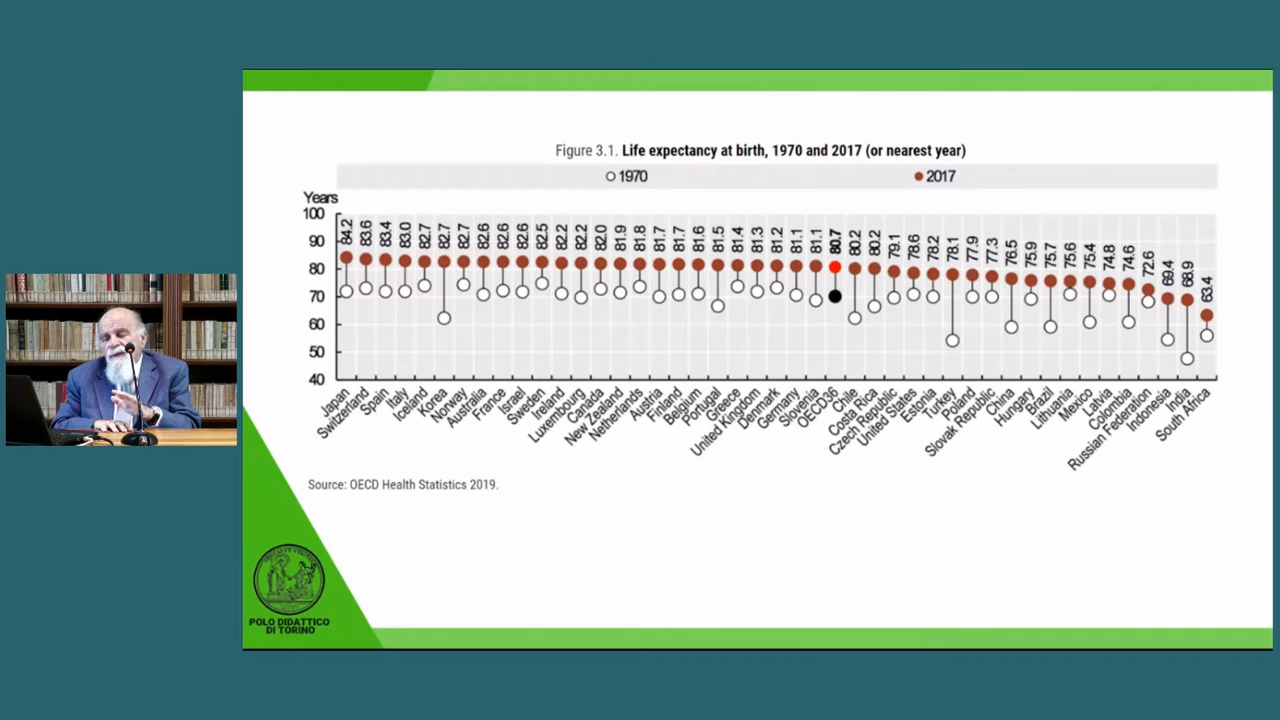 Figure 3.1. Life expectancy at birth, 1970 and 2017 (or nearest year)
1970
2017
Years
100
90
80
70
60
50
40
84.2
83.6
83.4
83.0
82.7
82.7
82.7
82.6
82.6
82.6
82.5
82.2
82.2
82.0
81.9
81.8
81.7
81.7
81.6
81.5
81.4
81.3
81.2
81.1
81.1
80.7
80.2
80.2
79.1
78.6
78.2
78.1
77.9
77.3
76.5
75.9
75.7
75.6
75.4
74.8
74.6
72.6
69.4
68.9
63.4
Japan
Switzerland
Spain
Italy
Iceland
Korea
Norway
Australia
France
Israel
Sweden
Ireland
Luxembourg
Canada
New Zealand
Netherlands
Austria
Finland
Belgium
Portugal
Greece
United Kingdom
Denmark
Germany
Slovenia
OECD36
Chile
Costa Rica
Czech Republic
United States
Estonia
Turkey
Poland
Slovak Republic
China
Hungary
Brazil
Lithuania
Mexico
Latvia
Colombia
Russian Federation
Indonesia
India
South Africa
Source: OECD Health Statistics 2019.
POLO DIDATTICO
DI TORINO